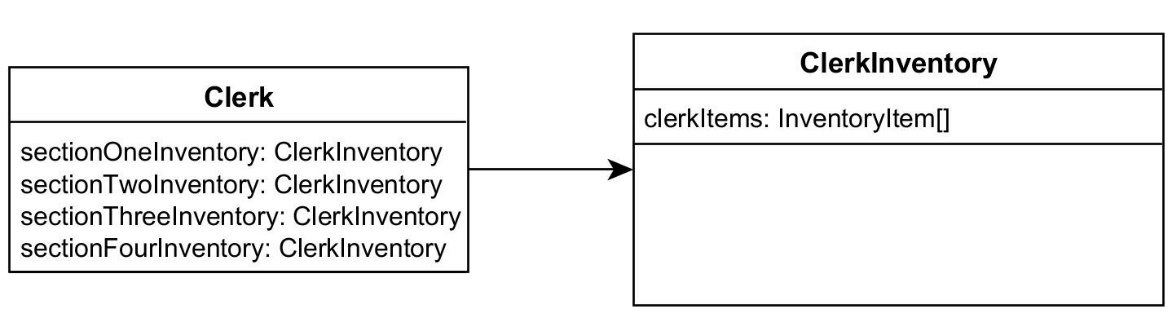 Clerk
sectionOneInventory: ClerkInventory
sectionTwoInventory: ClerkInventory
sectionThreeInventory: ClerkInventory
sectionFourInventory: ClerkInventory
ClerkInventory
clerkItems: InventoryItem[]